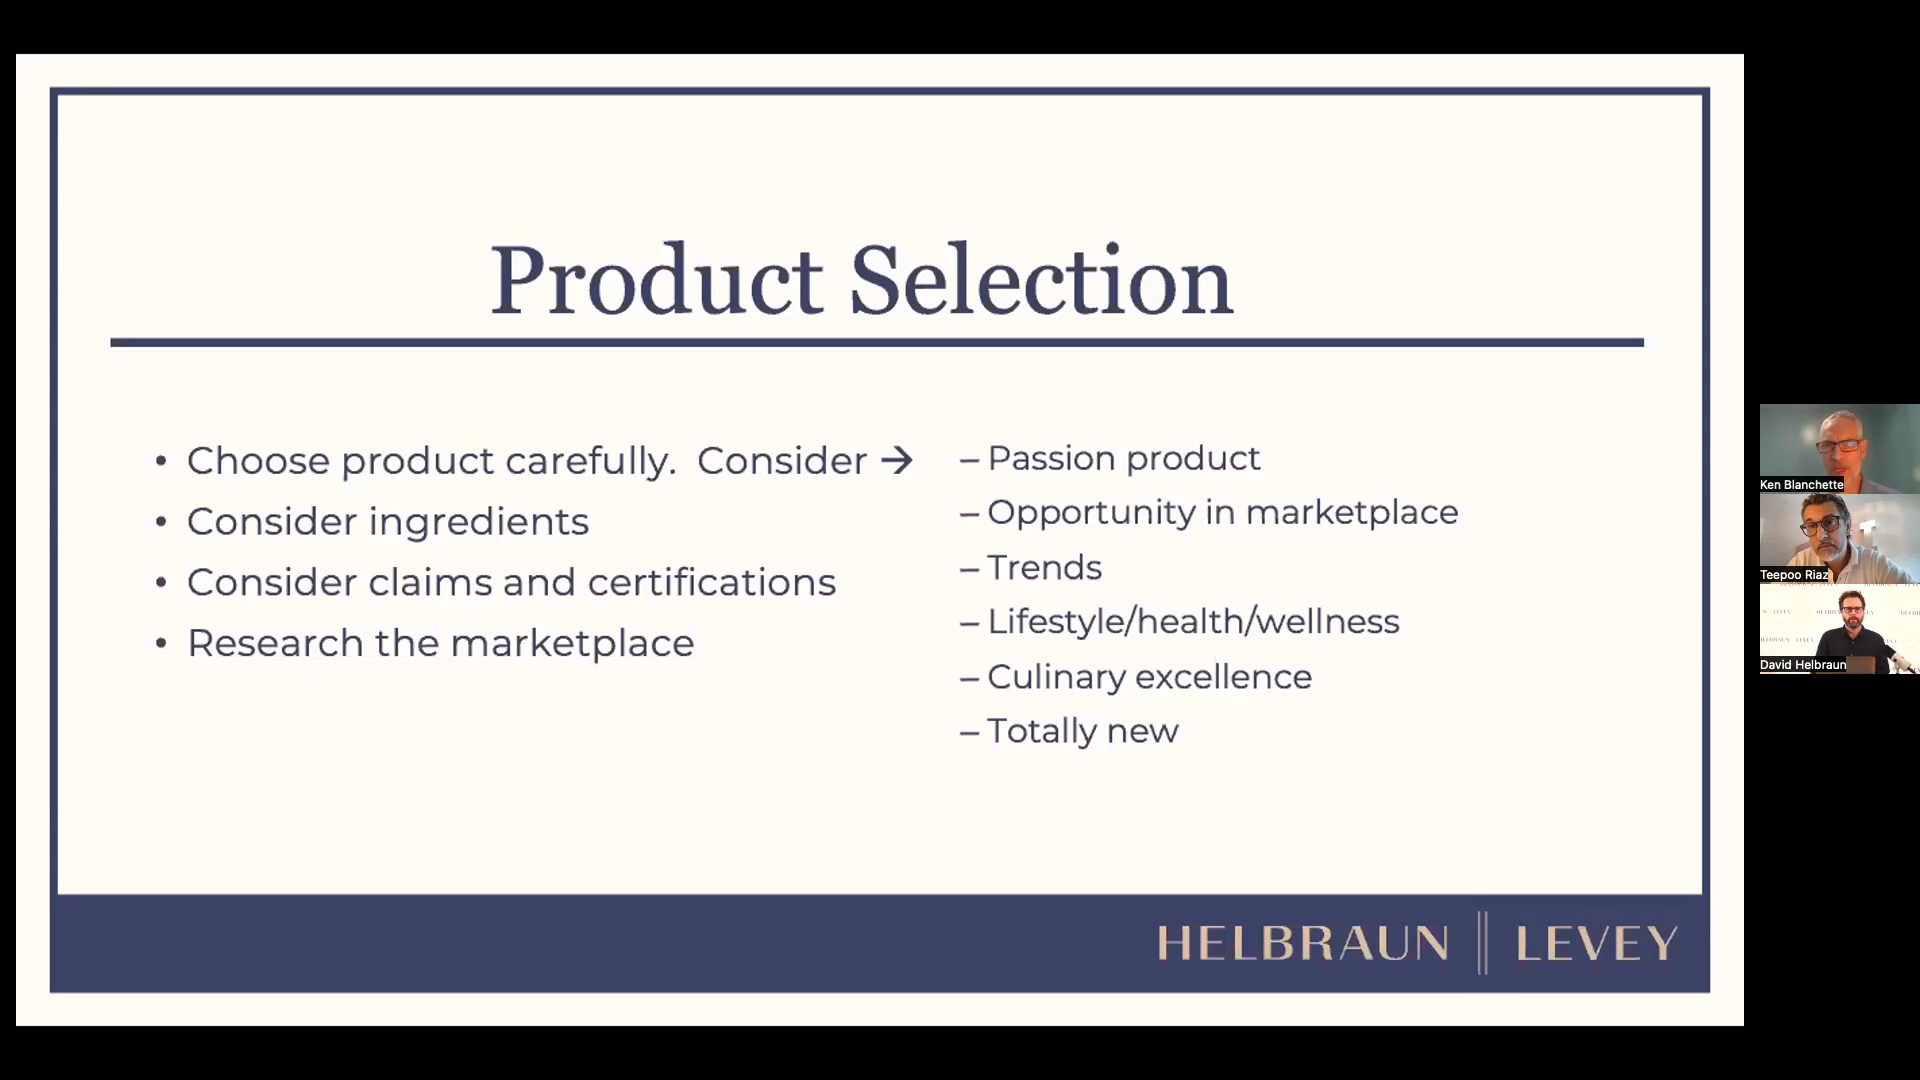 Product Selection
• Choose product carefully.  Consider →
• Consider ingredients
• Consider claims and certifications
• Research the marketplace
– Passion product
– Opportunity in marketplace
– Trends
– Lifestyle/health/wellness
– Culinary excellence
– Totally new
HELBRAUN || LEVEY
Ken Blanchette
Teepoo Riaz
David Helbraun